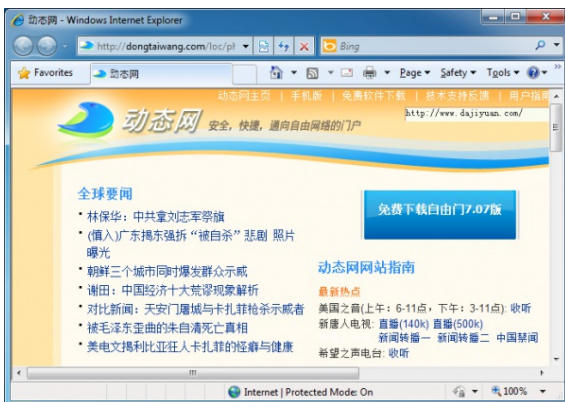 动态网 - Windows Internet Explorer
http://dongtaiwang.com/loc/ph
Bing
Favorites
动态网
Page Safety Tools
动态网主页 | 手机版 | 免费软件下载 | 技术支持反馈 | 用户指南
http://www.dajiyuan.com/
动态网 安全，快捷，通向自由网络的门户
全球要闻
林保华：中共拿刘志军祭旗
(慎入)广东揭东强拆“被自杀”悲剧 照片
曝光
朝鲜三个城市同时爆发群众示威
谢田：中国经济十大荒谬现象解析
对比新闻：天安门屠城与卡扎菲枪杀示威者
被毛泽东歪曲的朱自清死亡真相
美电文揭利比亚狂人卡扎菲的怪癖与健康
免费下载自由门7.07版
动态网网站指南
最新热点
美国之音(上午：6-11点，下午：3-11点)：收听
新唐人电视：直播(140k) 直播(500k)
新闻转播一 新闻转播二 中国禁闻
希望之声电台：收听
Internet | Protected Mode: On
100%